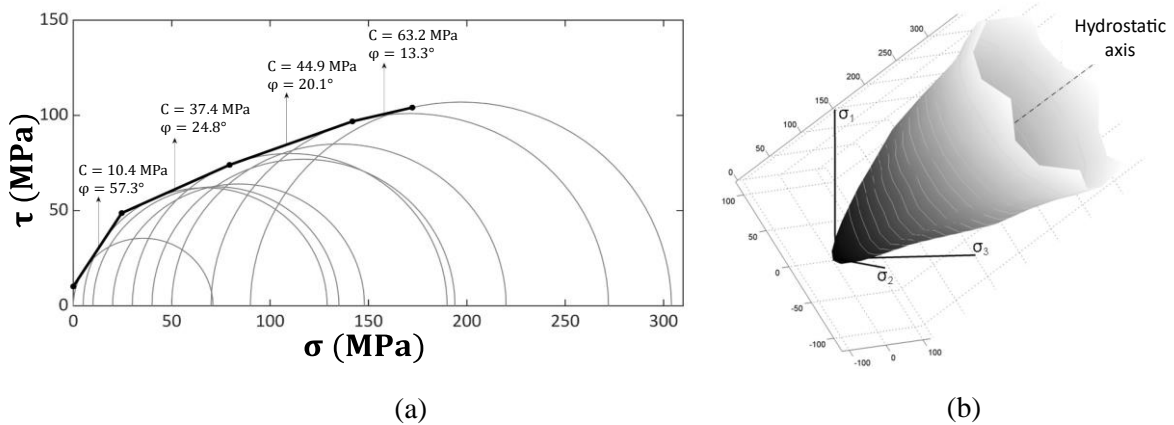 150
100
50
0
τ (MPa)
C = 10.4 MPa
φ = 57.3°
C = 37.4 MPa
φ = 24.8°
C = 44.9 MPa
φ = 20.1°
C = 63.2 MPa
φ = 13.3°
0 50 100 150 200 250 300
σ (MPa)
(a)
Hydrostatic
axis
300
250
200
150
100
50
0
100
50
0
-50
-100
-100 0 100
σ1
σ3
σ2
(b)